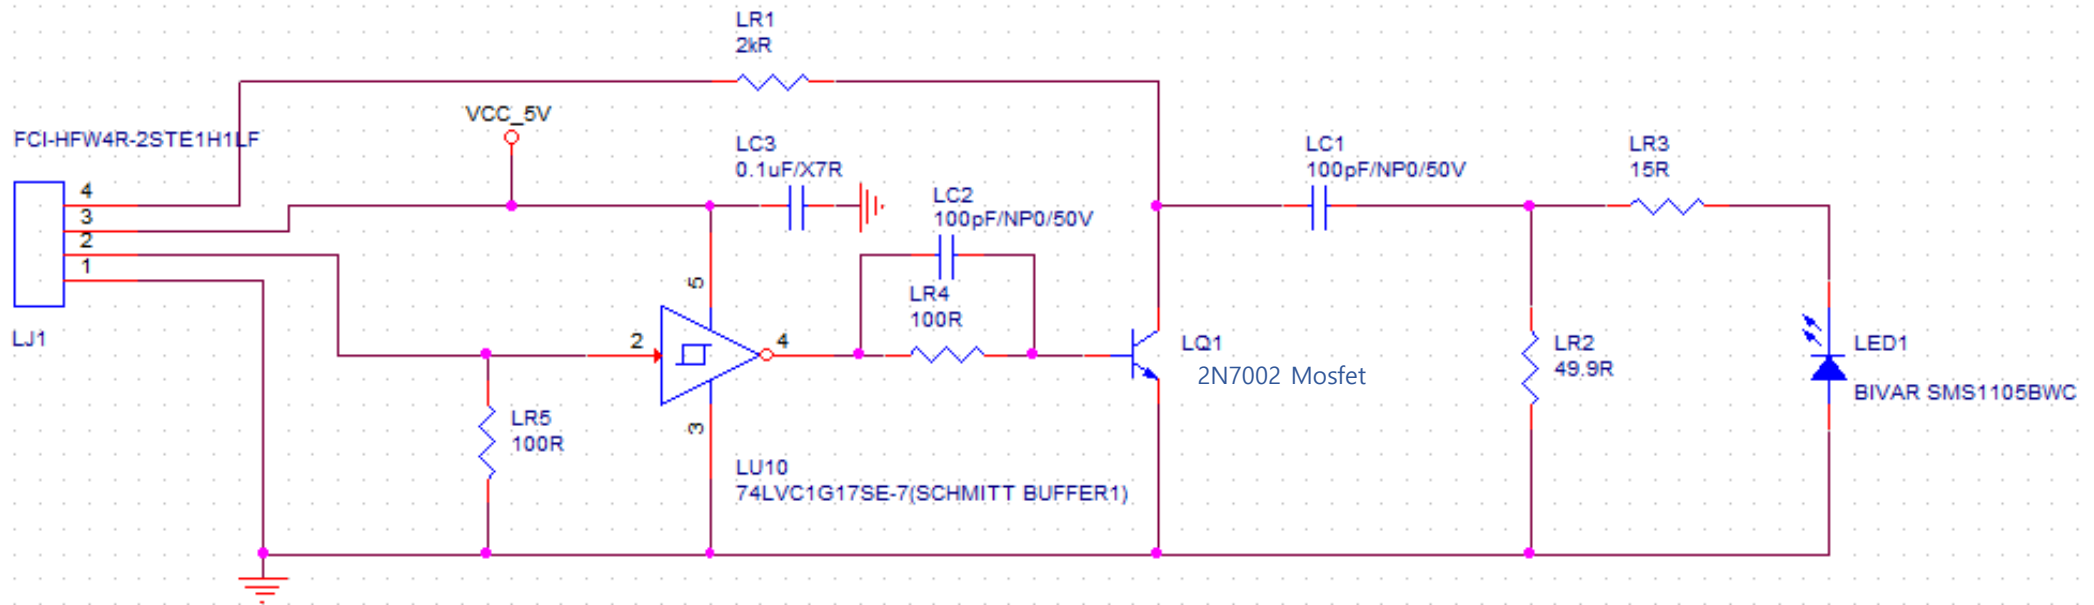 LR1
2kR
VCC_5V
FCI-HFW4R-2STE1H1LF
LC3
0.1uF/X7R
LC1
100pF/NP0/50V
LR3
15R
4
3
2
1
LC2
100pF/NP0/50V
5
LR4
100R
LJ1
2
4
LQ1
2N7002 Mosfet
LR2
49.9R
LED1
BIVAR SMS1105BWC
LR5
100R
3
LU10
74LVC1G17SE-7(SCHMITT BUFFER1)